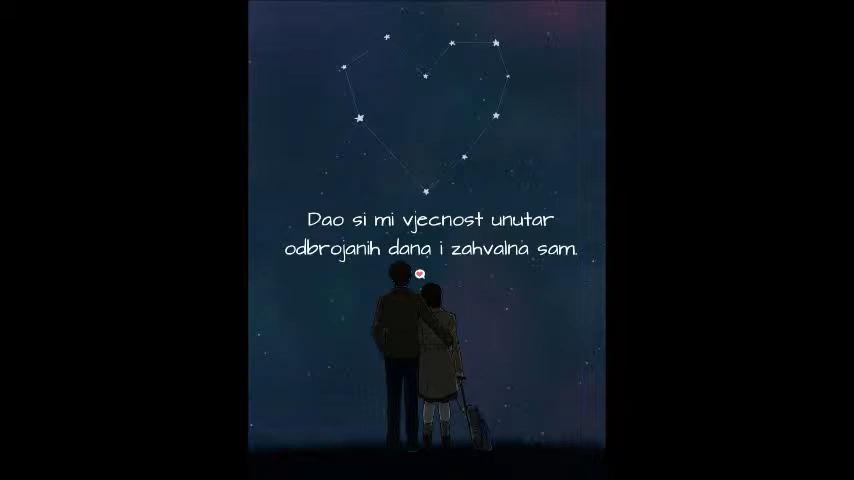 Dao si mi vjecnost unutar
odbrojanih dana i zahvalna sam.